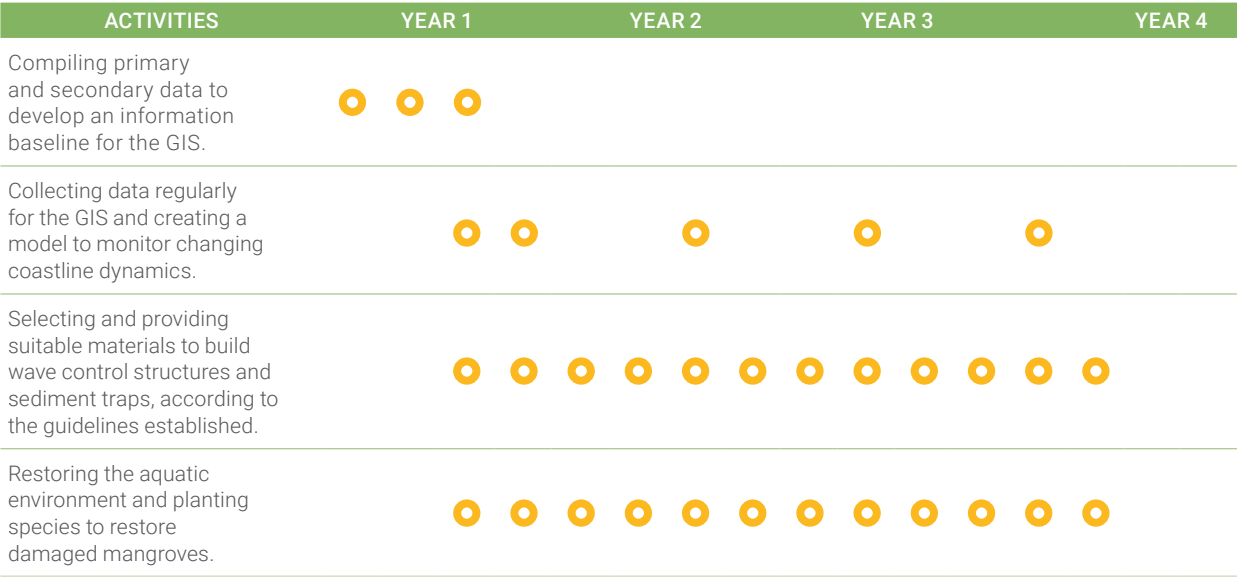 ACTIVITIES YEAR 1 YEAR 2 YEAR 3 YEAR 4
Compiling primary
and secondary data to
develop an information
baseline for the GIS.
Collecting data regularly
for the GIS and creating a
model to monitor changing
coastline dynamics.
Selecting and providing
suitable materials to build
wave control structures and
sediment traps, according to
the guidelines established.
Restoring the aquatic
environment and planting
species to restore
damaged mangroves.